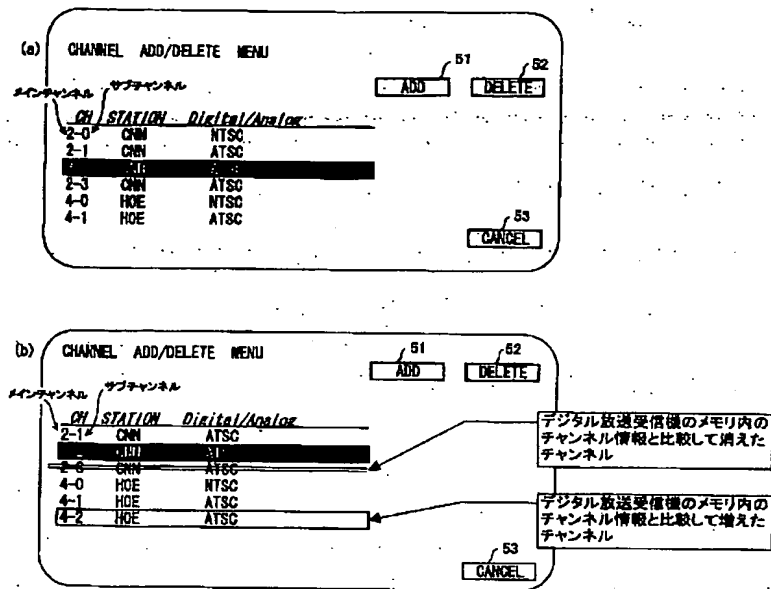 (a)
CHANNEL ADD/DELETE MENU
51
52
ADD
DELETE
メインチャンネル
サブチャンネル
CH STATION Digital/Analog
2-0 CNN NTSC
2-1 CNN ATSC
2-3 CNN ATSC
4-0 HOE NTSC
4-1 HOE ATSC
53
CANCEL
(b)
CHANNEL ADD/DELETE MENU
51
52
ADD
DELETE
メインチャンネル
サブチャンネル
CH STATION Digital/Analog
2-1 CNN ATSC
2-3 CNN ATSC
4-0 HOE NTSC
4-1 HOE ATSC
4-2 HOE ATSC
デジタル放送受信機のメモリ内の
チャンネル情報と比較して消えた
チャンネル
デジタル放送受信機のメモリ内の
チャンネル情報と比較して増えた
チャンネル
53
CANCEL